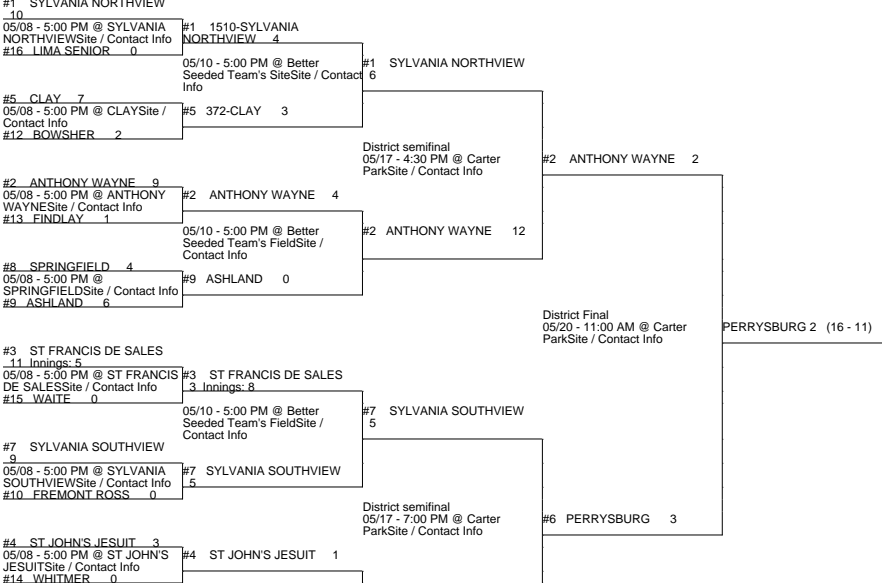 #1 SYLVANIA NORTHVIEW
10
05/08 - 5:00 PM @ SYLVANIA
NORTHVIEWSite / Contact Info
#16 LIMA SENIOR 0
#5 CLAY 7
05/08 - 5:00 PM @ CLAYSite /
Contact Info
#12 BOWSHER 2
#2 ANTHONY WAYNE 9
05/08 - 5:00 PM @ ANTHONY
WAYNESite / Contact Info
#13 FINDLAY 1
#8 SPRINGFIELD 4
05/08 - 5:00 PM @
SPRINGFIELDSite / Contact Info
#9 ASHLAND 6
#3 ST FRANCIS DE SALES
11 Innings: 5
05/08 - 5:00 PM @ ST FRANCIS
DE SALESSite / Contact Info
#15 WAITE 0
#7 SYLVANIA SOUTHVIEW
9
05/08 - 5:00 PM @ SYLVANIA
SOUTHVIEWSite / Contact Info
#10 FREMONT ROSS 0
#4 ST JOHN'S JESUIT 3
05/08 - 5:00 PM @ ST JOHN'S
JESUITSite / Contact Info
#14 WHITMER 0
#1 1510-SYLVANIA
NORTHVIEW 4
05/10 - 5:00 PM @ Better
Seeded Team's SiteSite / Contact
Info
#5 372-CLAY 3
#2 ANTHONY WAYNE 4
05/10 - 5:00 PM @ Better
Seeded Team's FieldSite /
Contact Info
#9 ASHLAND 0
#3 ST FRANCIS DE SALES
3 Innings: 8
05/10 - 5:00 PM @ Better
Seeded Team's FieldSite /
Contact Info
#7 SYLVANIA SOUTHVIEW
5
#4 ST JOHN'S JESUIT 1
#1 SYLVANIA NORTHVIEW
6
District semifinal
05/17 - 4:30 PM @ Carter
ParkSite / Contact Info
#2 ANTHONY WAYNE 12
#7 SYLVANIA SOUTHVIEW
5
District semifinal
05/17 - 7:00 PM @ Carter
ParkSite / Contact Info
#2 ANTHONY WAYNE 2
District Final
05/20 - 11:00 AM @ Carter
ParkSite / Contact Info
#6 PERRYSBURG 3
PERRYSBURG 2 (16 - 11)